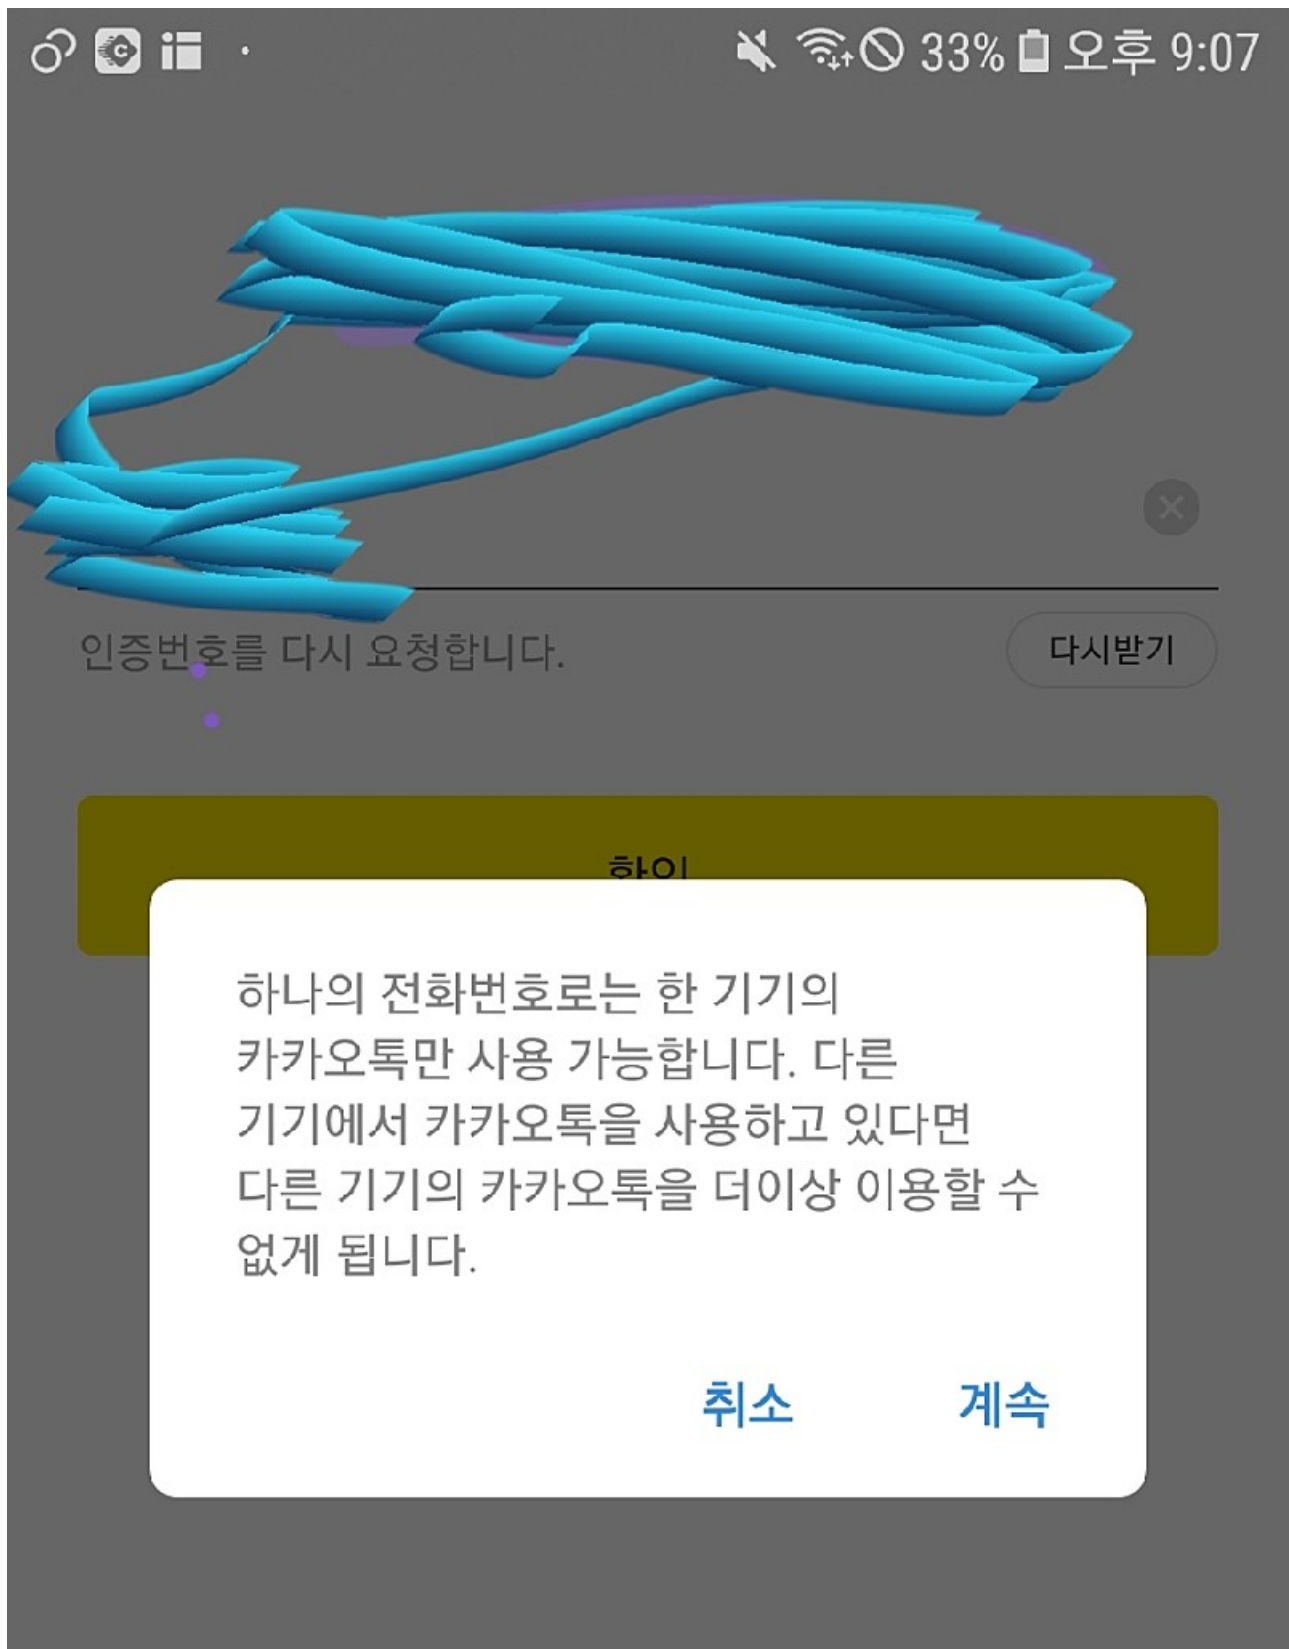 33% 오후 9:07
인증번호를 다시 요청합니다.
다시받기
확인
하나의 전화번호로는 한 기기의
카카오톡만 사용 가능합니다. 다른
기기에서 카카오톡을 사용하고 있다면
다른 기기의 카카오톡을 더이상 이용할 수
없게 됩니다.
취소
계속